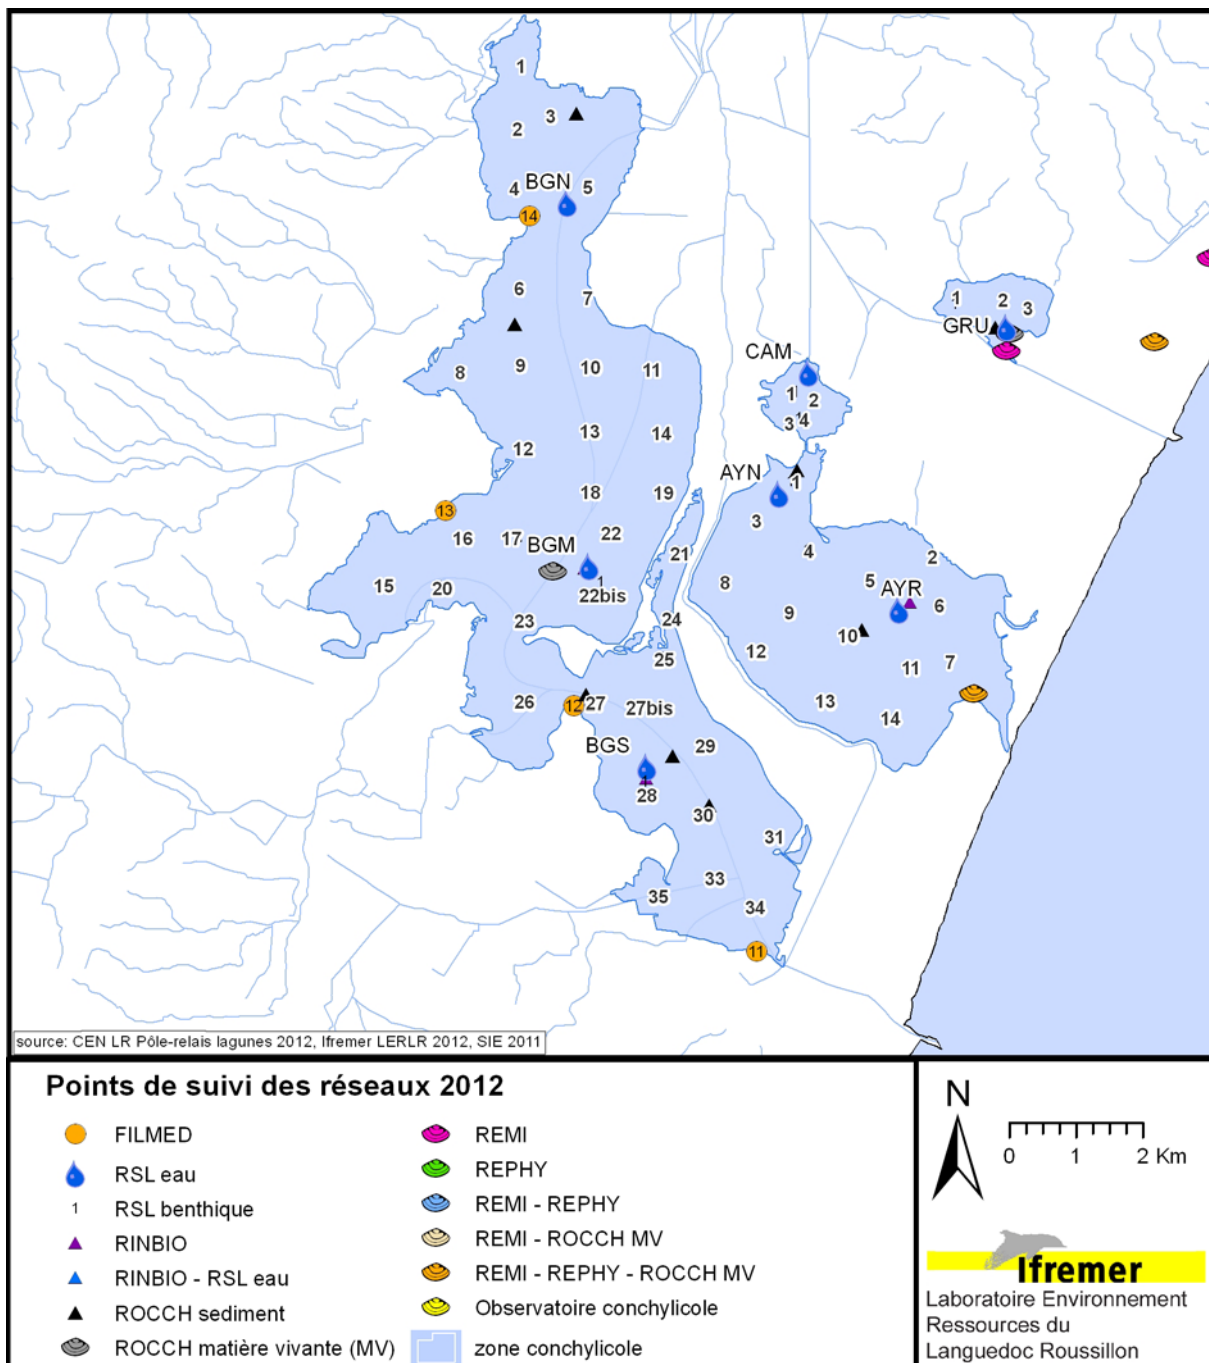 1
3
2
4
BGN
5
14
6
7
1
2
3
GRU
CAM
8
9
10
11
1
2
3
4
12
13
14
AYN
1
13
18
19
3
16
17
BGM
22
21
4
2
15
20
1
22bis
8
5
AYR
6
9
23
24
10
12
25
11
7
26
12
27
27bis
13
14
BGS
29
1
28
30
31
33
35
34
11
source: CEN LR Pôle-relais lagunes 2012, Ifremer LERLR 2012, SIE 2011
Points de suivi des réseaux 2012
FILMED
RSL eau
1 RSL benthique
RINBIO
RINBIO - RSL eau
ROCCH sediment
ROCCH matière vivante (MV)
REMI
REPHY
REMI - REPHY
REMI - ROCCH MV
REMI - REPHY - ROCCH MV
Observatoire conchylicole
zone conchylicole
N
0 1 2 Km
Ifremer
Laboratoire Environnement
Ressources du
Languedoc Roussillon